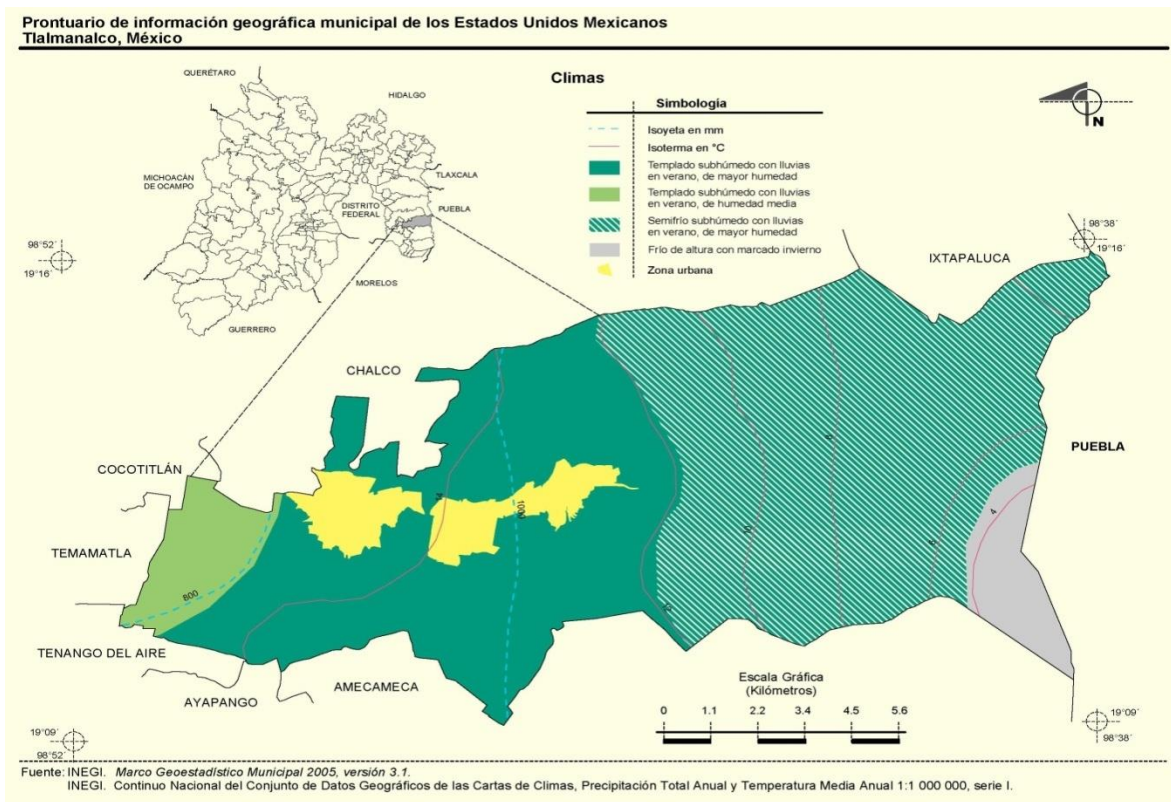 Prontuario de información geográfica municipal de los Estados Unidos Mexicanos
Tlalmanalco, México
Climas
Simbología
Isoyeta en mm
Isoterma en °C
Templado subhúmedo con lluvias
en verano, de mayor humedad
Templado subhúmedo con lluvias
en verano, de humedad media
Semifrío subhúmedo con lluvias
en verano, de mayor humedad
Frío de altura con marcado invierno
Zona urbana
N
QUERÉTARO
HIDALGO
MICHOACÁN
DE OCAMPO
TLAXCALA
DISTRITO
FEDERAL
PUEBLA
MORELOS
GUERRERO
98°52´
19°16´
98°38´
19°16´
IXTAPALUCA
CHALCO
COCOTITLÁN
PUEBLA
TEMAMATLA
TENANGO DEL AIRE
AYAPANGO
AMECAMECA
800
14
1000
12
10
8
6
4
Escala Gráfica
(Kilómetros)
0 1.1 2.2 3.4 4.5 5.6
19°09´
98°52´
19°09´
98°38´
Fuente: INEGI. Marco Geoestadístico Municipal 2005, versión 3.1.
INEGI. Continuo Nacional del Conjunto de Datos Geográficos de las Cartas de Climas, Precipitación Total Anual y Temperatura Media Anual 1:1 000 000, serie I.